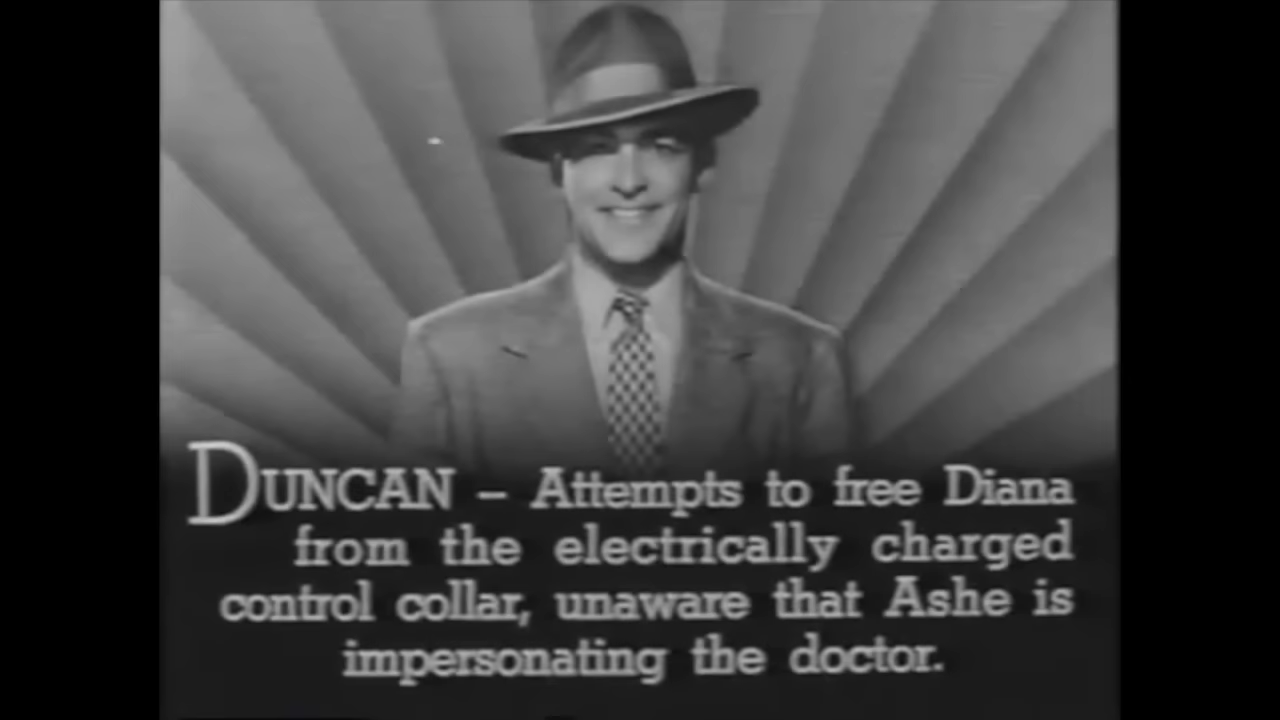 DUNCAN – Attempts to free Diana
from the electrically charged
control collar, unaware that Ashe is
impersonating the doctor.